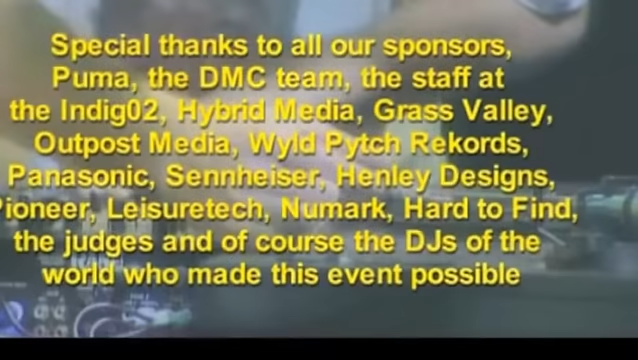 Special thanks to all our sponsors,
Puma, the DMC team, the staff at
the Indig02, Hybrid Media, Grass Valley,
Outpost Media, Wyld Pytch Rekords,
Panasonic, Sennheiser, Henley Designs,
Pioneer, Leisuretech, Numark, Hard to Find,
the judges and of course the DJs of the
world who made this event possible